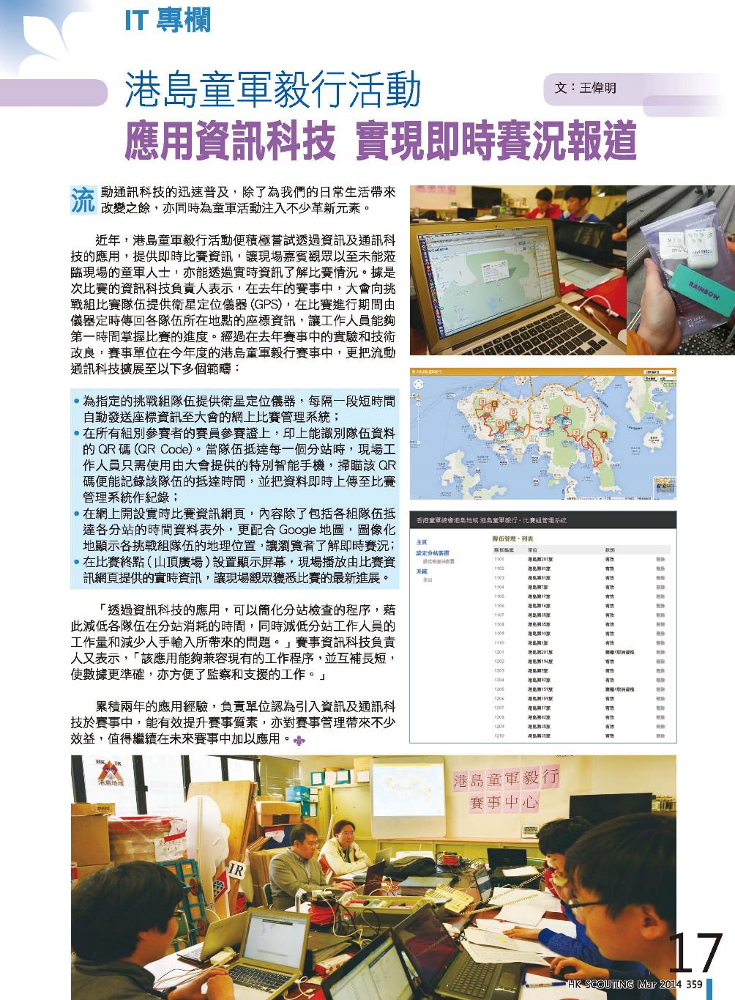 IT 專欄
港島童軍毅行活動
文：王偉明
應用資訊科技 實現即時賽況報道
流動通訊科技的迅速普及，除了為我們的日常生活帶來
改變之餘，亦同時為童軍活動注入不少革新元素。
近年，港島童軍毅行活動便積極嘗試透過資訊及通訊科
技的應用，提供即時比賽資訊，讓現場嘉賓觀眾以至未能蒞
臨現場的童軍人士，亦能透過實時資訊了解比賽情況。據是
次比賽的資訊科技負責人表示，在去年的賽事中，大會向挑
戰組比賽隊伍提供衛星定位儀器 (GPS)，在比賽進行期間由
儀器定時傳回各隊伍所在地點的座標資訊，讓工作人員能夠
第一時間掌握比賽的進度。經過在去年賽事中的實驗和技術
改良，賽事單位在今年度的港島童軍毅行賽事中，更把流動
通訊科技擴展至以下多個範疇：
• 為指定的挑戰組隊伍提供衛星定位儀器，每隔一段短時間
自動發送座標資訊至大會的網上比賽管理系統；
• 在所有組別參賽者的賽員參賽證上，印上能識別隊伍資料
的 QR 碼 (QR Code)。當隊伍抵達每一個分站時，現場工
作人員只需使用由大會提供的特別智能手機，掃瞄該 QR
碼便能記錄該隊伍的抵達時間，並把資料即時上傳至比賽
管理系統作紀錄；
• 在網上開設實時比賽資訊網頁，內容除了包括各組隊伍抵
達各分站的時間資料表外，更配合 Google 地圖，圖像化
地顯示各挑戰組隊伍的地理位置，讓瀏覽者了解即時賽況；
• 在比賽終點（山頂廣場）設置顯示屏幕，現場播放由比賽資
訊網頁提供的實時資訊，讓現場觀眾獲悉比賽的最新進展。
「透過資訊科技的應用，可以簡化分站檢查的程序，藉
此減低各隊伍在分站消耗的時間，同時減低分站工作人員的
工作量和減少人手輸入所帶來的問題。」賽事資訊科技負責
人又表示，「該應用能夠兼容現有的工作程序，並互補長短，
使數據更準確，亦方便了監察和支援的工作。」
累積兩年的應用經驗，負責單位認為引入資訊及通訊科
技於賽事中，能有效提升賽事質素，亦對賽事管理帶來不少
效益，值得繼續在未來賽事中加以應用。
RAINBOW
香港童軍總會港島地域 港島童軍毅行 - 比賽組管理系統
主頁
設定分站裝置
系統
登出
隊伍管理 - 列表
隊伍編號 單位 狀態
1101 港島第281旅 有效 刪除
1102 港島第81旅 有效 刪除
1103 港島第81旅 有效 刪除
1104 港島第7旅 有效 刪除
1105 港島第17旅 有效 刪除
1106 港島第16旅 有效 刪除
1107 港島第35旅 有效 刪除
1108 港島第35旅 有效 刪除
1109 港島第10旅 有效 刪除
1110 港島第1旅 有效 刪除
1201 港島第281旅 棄權/取消資格 刪除
1202 港島第196旅 有效 刪除
1203 有效 刪除
1204 港島第82旅 有效 刪除
1205 港島第159旅 棄權/取消資格 刪除
1206 港島第159旅 有效 刪除
1207 港島第17旅 有效 刪除
1208 港島第82旅 有效 刪除
1209 港島第35旅 有效 刪除
1210 港島第35旅 有效 刪除
HK IR
港島地域
港島童軍毅行
賽事中心
IR
17
HK SCOUTING Mar 2014 359